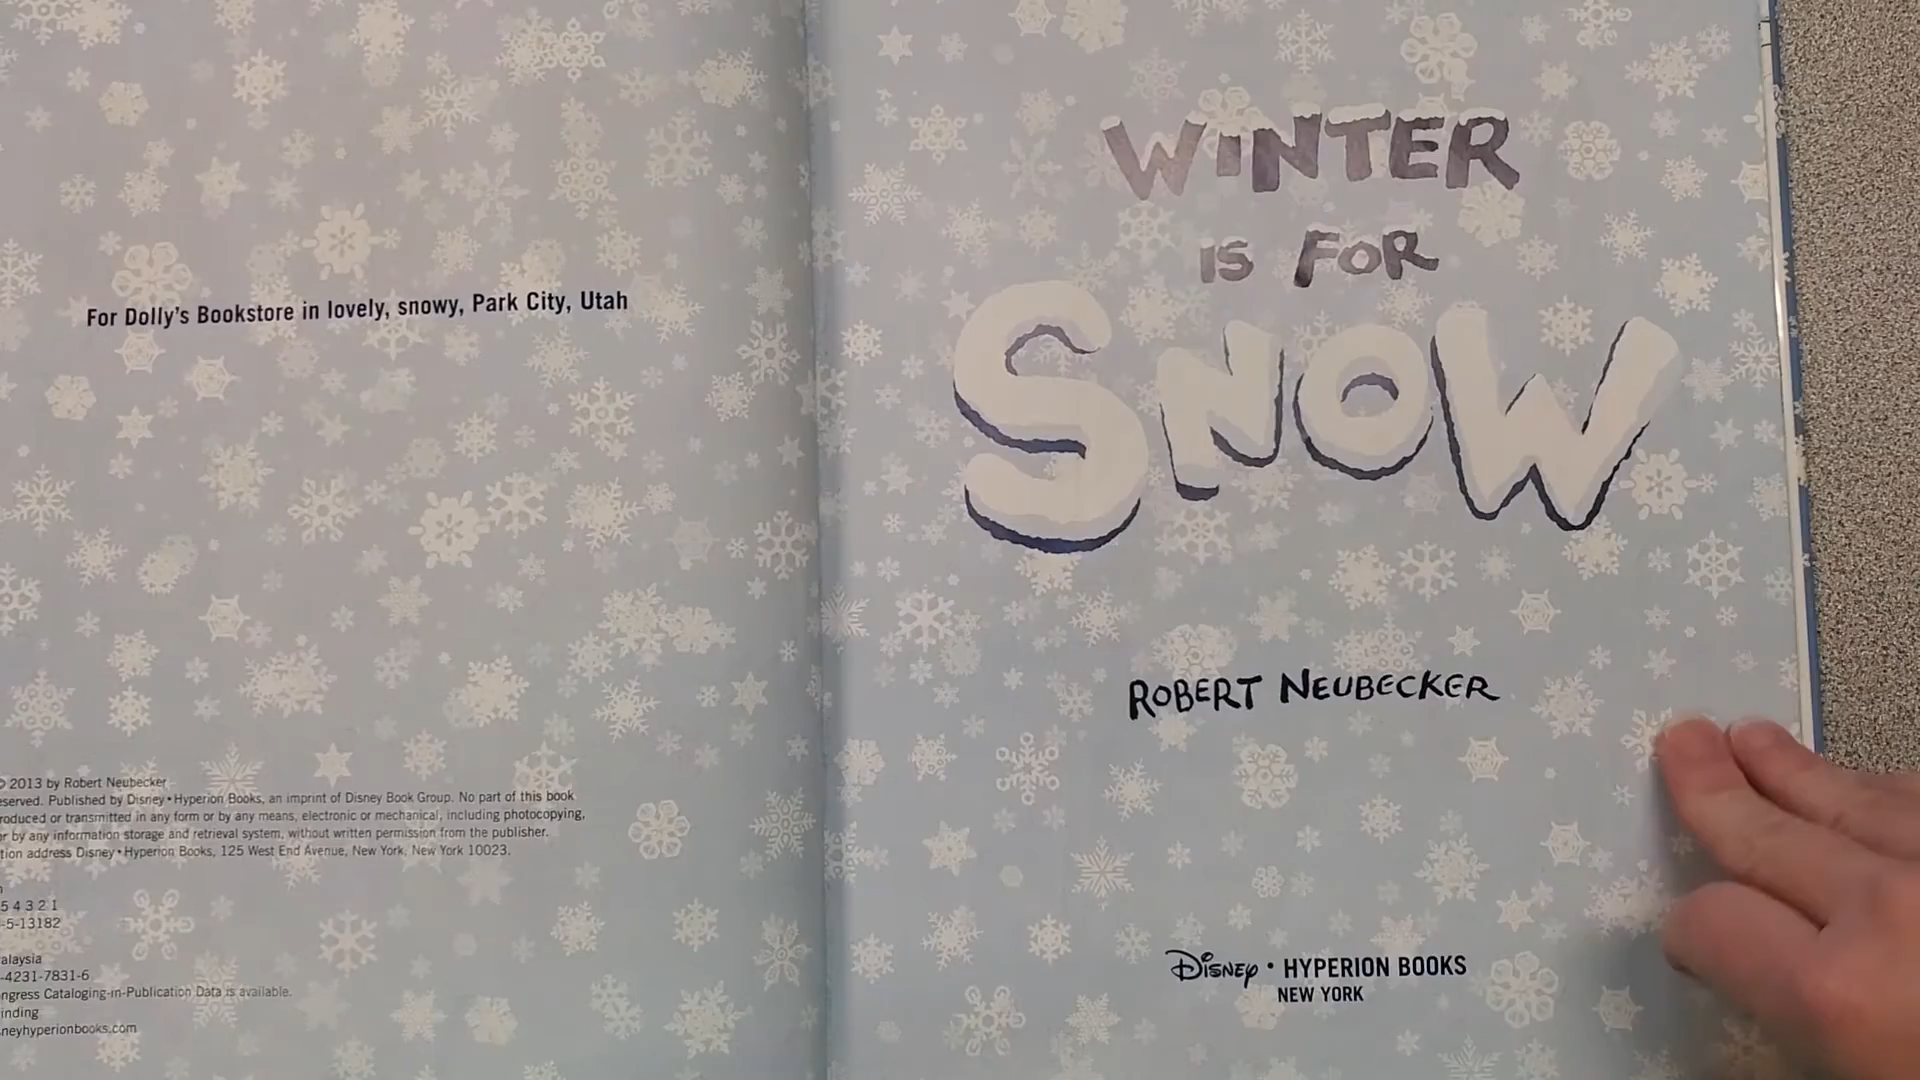 For Dolly's Bookstore in lovely, snowy, Park City, Utah
© 2013 by Robert Neubecker
eserved. Published by Disney • Hyperion Books, an imprint of Disney Book Group. No part of this book
roduced or transmitted in any form or by any means, electronic or mechanical, including photocopying,
or by any information storage and retrieval system, without written permission from the publisher.
tion address Disney • Hyperion Books, 125 West End Avenue, New York, New York 10023.
5 4 3 2 1
-5-13182
alaysia
-4231-7831-6
ngress Cataloging-in-Publication Data is available.
inding
neyhyperionbooks.com
WINTER
IS FOR
SNOW
ROBERT NEUBECKER
DISNEY • HYPERION BOOKS
NEW YORK